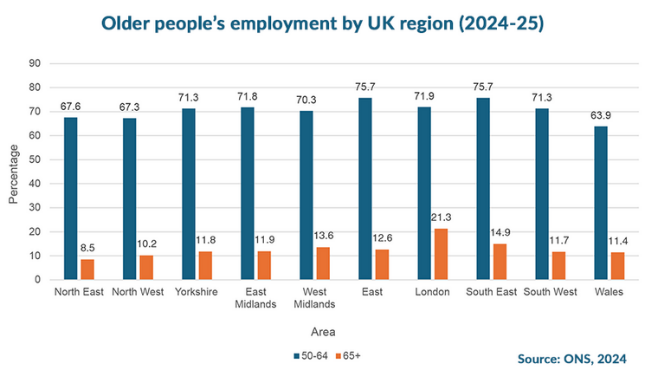 Older people's employment by UK region (2024-25)
90
80
70
60
50
40
30
20
10
0
Percentage
67.6
8.5
67.3
10.2
71.3
11.8
71.8
11.9
70.3
13.6
75.7
12.6
71.9
21.3
75.7
14.9
71.3
11.7
63.9
11.4
North East
North West
Yorkshire
East
Midlands
West
Midlands
East
London
South East
South West
Wales
Area
50-64 65+
Source: ONS, 2024